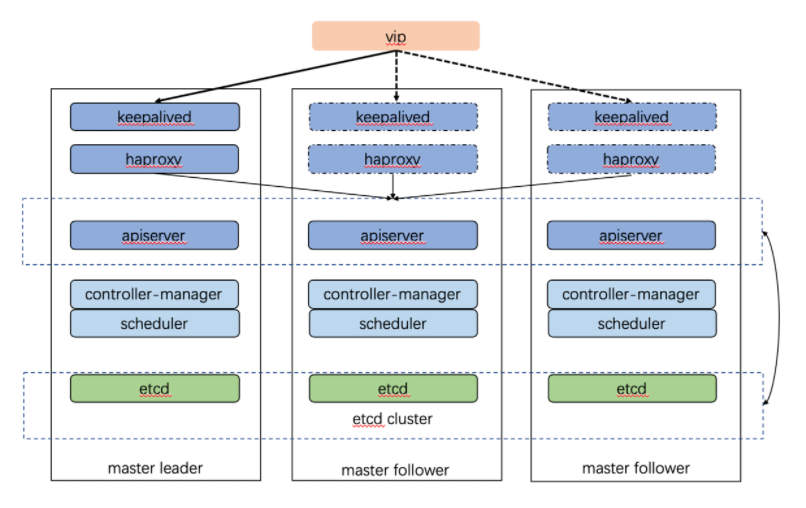 vip
keepalived
keepalived
keepalived
haproxy
haproxy
haproxy
apiserver
apiserver
apiserver
controller-manager
controller-manager
controller-manager
scheduler
scheduler
scheduler
etcd
etcd
etcd
etcd cluster
master leader
master follower
master follower